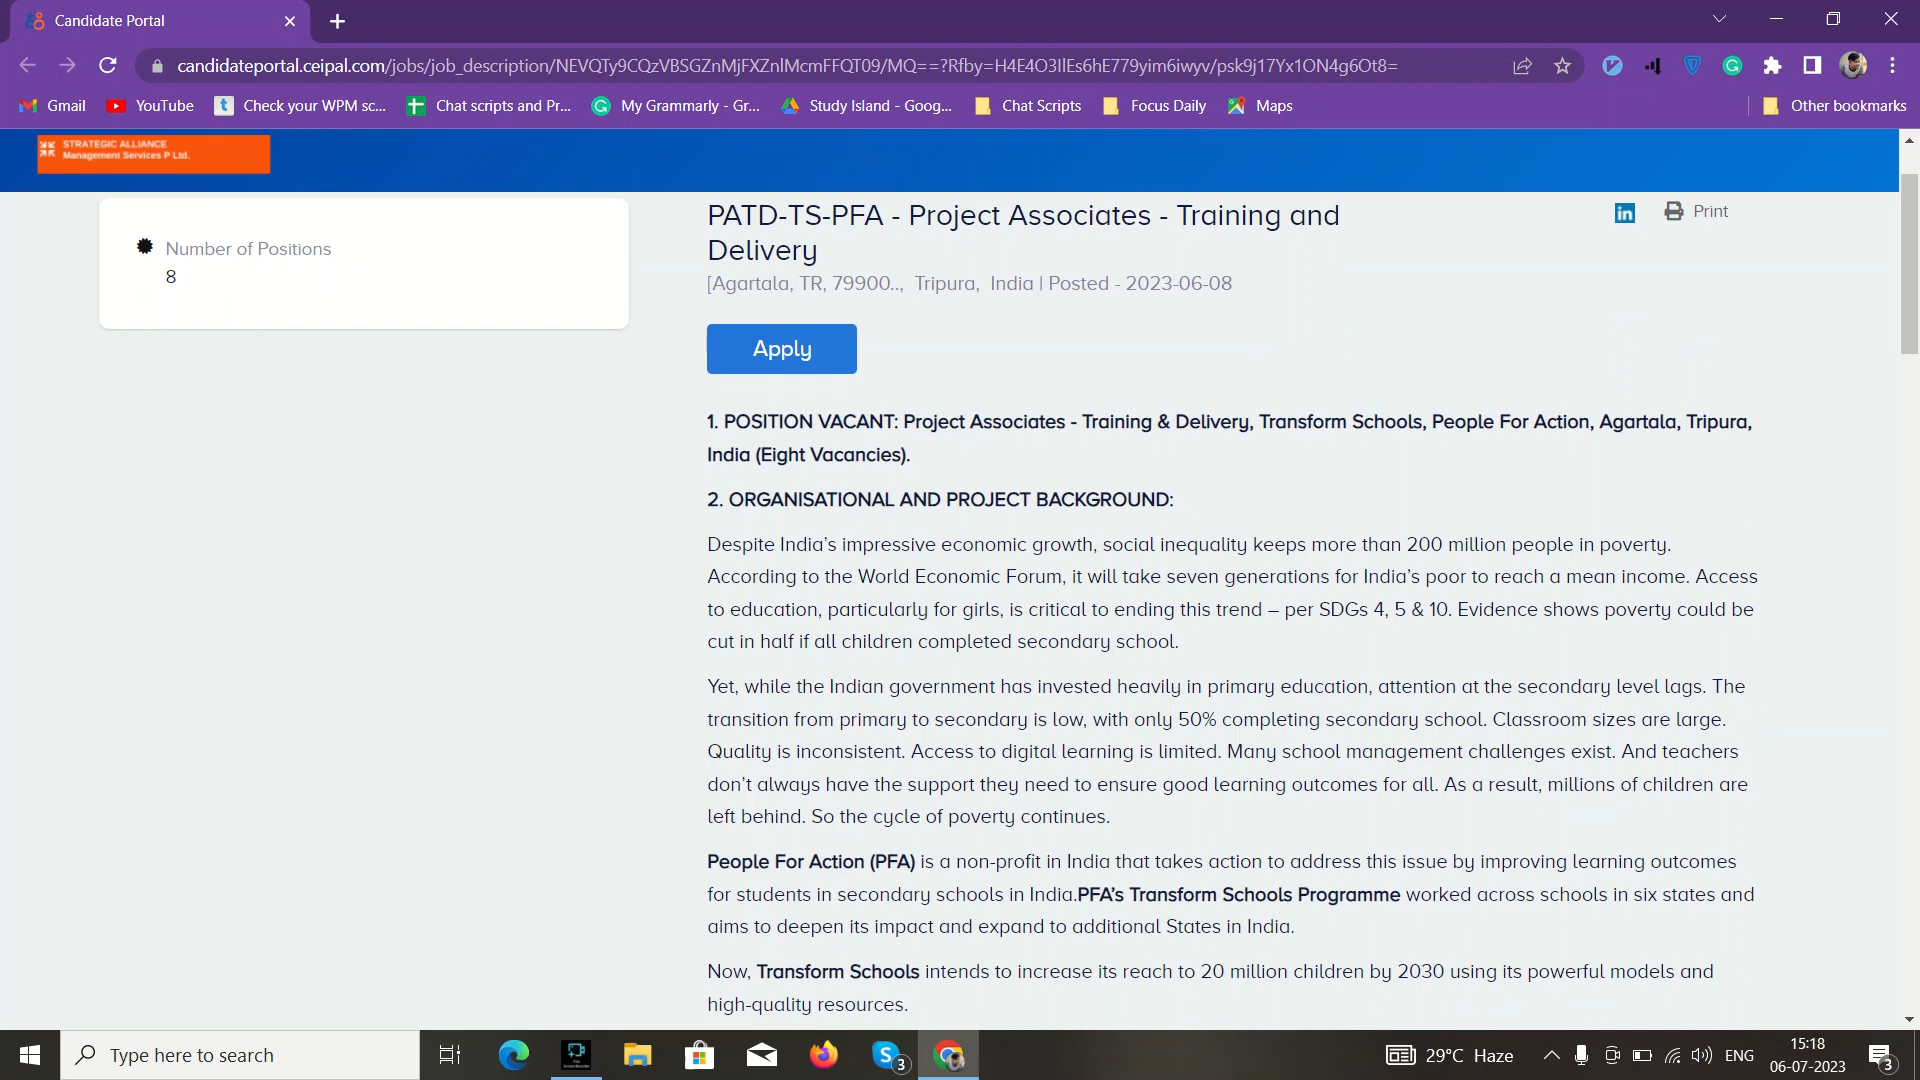 Candidate Portal
candidateportal.ceipal.com/jobs/job_description/NEVQTy9CQzVBSGZnMjFXZnlMcmFFQT09/MQ==?Rfby=H4E4O3IlEs6hE779yim6iwyv/psk9j17Yx1ON4g6Ot8=
Gmail YouTube Check your WPM sc... Chat scripts and Pr... My Grammarly - Gr... Study Island - Goog... Chat Scripts Focus Daily Maps Other bookmarks
STRATEGIC ALLIANCE
Management Services P Ltd.
Number of Positions
8
PATD-TS-PFA - Project Associates - Training and
Delivery
Print
[Agartala, TR, 79900.., Tripura, India | Posted - 2023-06-08
Apply
1. POSITION VACANT: Project Associates - Training & Delivery, Transform Schools, People For Action, Agartala, Tripura,
India (Eight Vacancies).
2. ORGANISATIONAL AND PROJECT BACKGROUND:
Despite India’s impressive economic growth, social inequality keeps more than 200 million people in poverty.
According to the World Economic Forum, it will take seven generations for India’s poor to reach a mean income. Access
to education, particularly for girls, is critical to ending this trend – per SDGs 4, 5 & 10. Evidence shows poverty could be
cut in half if all children completed secondary school.
Yet, while the Indian government has invested heavily in primary education, attention at the secondary level lags. The
transition from primary to secondary is low, with only 50% completing secondary school. Classroom sizes are large.
Quality is inconsistent. Access to digital learning is limited. Many school management challenges exist. And teachers
don’t always have the support they need to ensure good learning outcomes for all. As a result, millions of children are
left behind. So the cycle of poverty continues.
People For Action (PFA) is a non-profit in India that takes action to address this issue by improving learning outcomes
for students in secondary schools in India.PFA’s Transform Schools Programme worked across schools in six states and
aims to deepen its impact and expand to additional States in India.
Now, Transform Schools intends to increase its reach to 20 million children by 2030 using its powerful models and
high-quality resources.
Type here to search
3
29°C Haze
ENG
15:18
06-07-2023
3